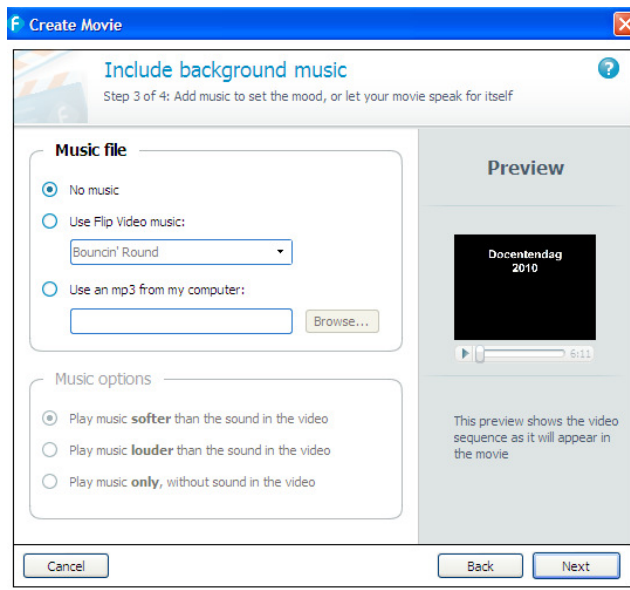 Create Movie
Include background music
?
Step 3 of 4: Add music to set the mood, or let your movie speak for itself
Music file
No music
Use Flip Video music:
Bouncin' Round
Use an mp3 from my computer:
Browse...
Music options
Play music softer than the sound in the video
Play music louder than the sound in the video
Play music only, without sound in the video
Preview
Docentendag
2010
6:11
This preview shows the video
sequence as it will appear in
the movie
Cancel
Back
Next